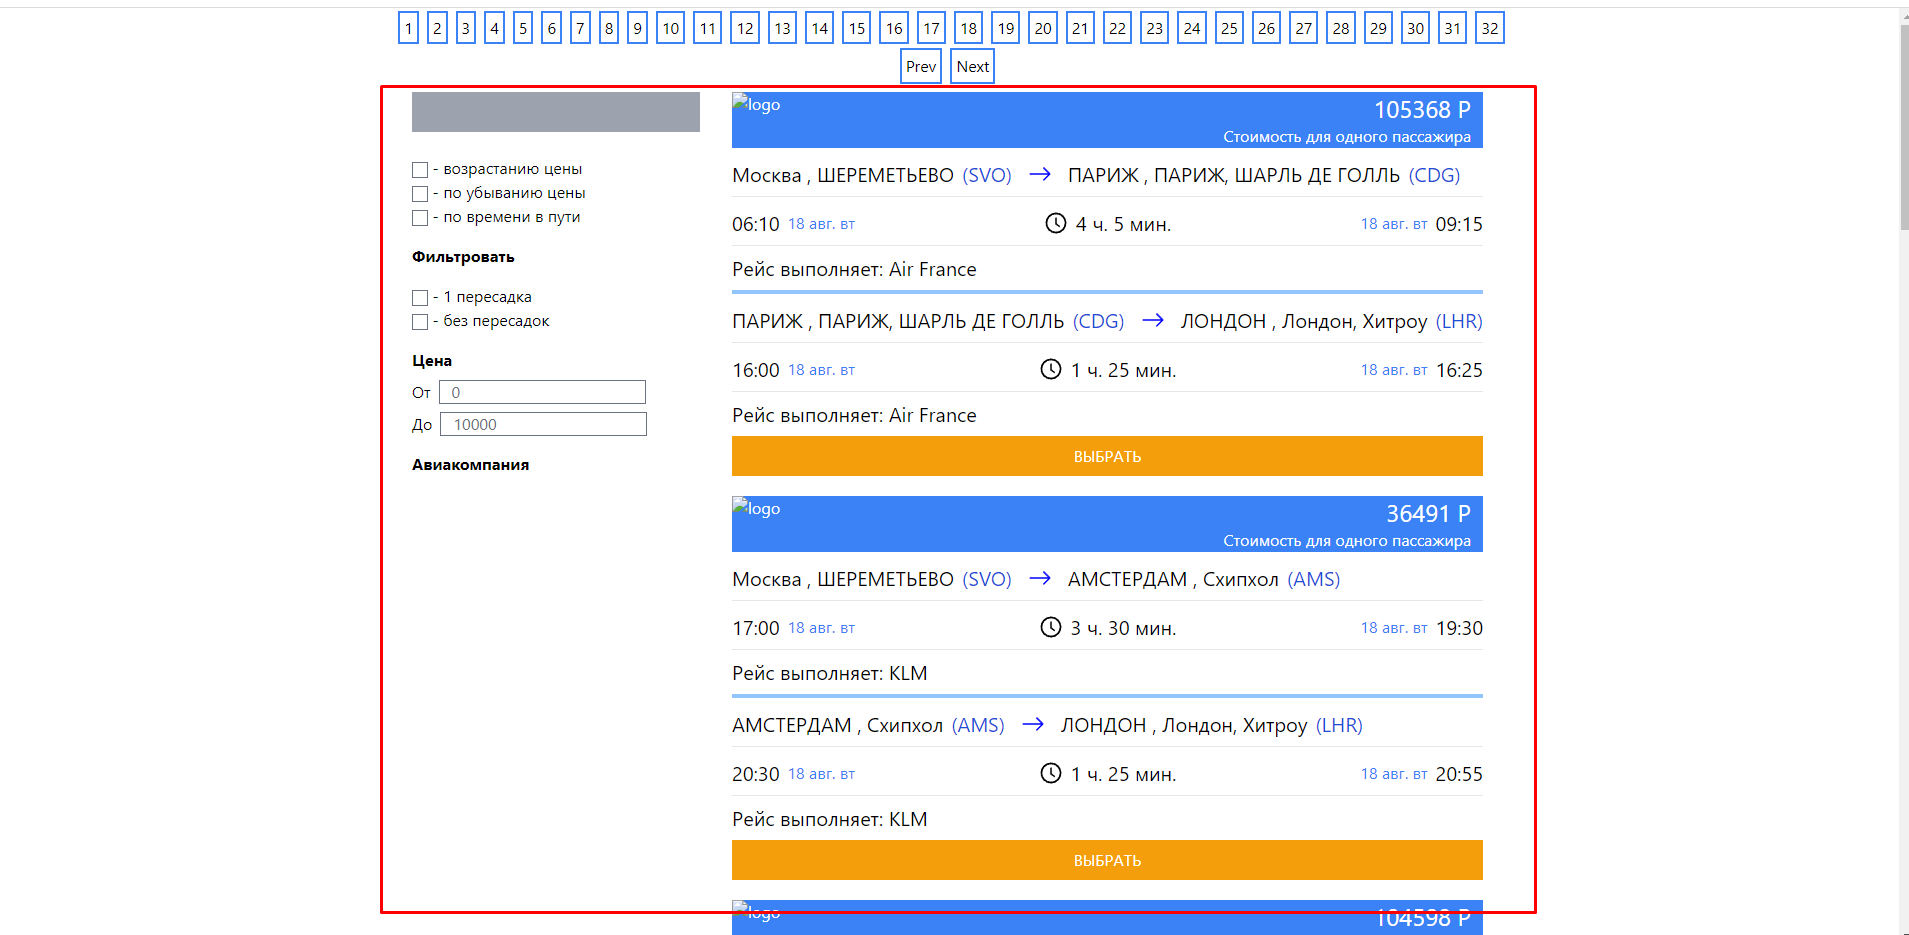 1 2 3 4 5 6 7 8 9 10 11 12 13 14 15 16 17 18 19 20 21 22 23 24 25 26 27 28 29 30 31 32
Prev Next
- возрастанию цены
- по убыванию цены
- по времени в пути
Фильтровать
- 1 пересадка
- без пересадок
Цена
От 0
До 10000
Авиакомпания
logo 105368 Р
Стоимость для одного пассажира
Москва , ШЕРЕМЕТЬЕВО (SVO) → ПАРИЖ , ПАРИЖ, ШАРЛЬ ДЕ ГОЛЛЬ (CDG)
06:10 18 авг. вт 4 ч. 5 мин. 18 авг. вт 09:15
Рейс выполняет: Air France
ПАРИЖ , ПАРИЖ, ШАРЛЬ ДЕ ГОЛЛЬ (CDG) → ЛОНДОН , Лондон, Хитроу (LHR)
16:00 18 авг. вт 1 ч. 25 мин. 18 авг. вт 16:25
Рейс выполняет: Air France
ВЫБРАТЬ
logo 36491 Р
Стоимость для одного пассажира
Москва , ШЕРЕМЕТЬЕВО (SVO) → АМСТЕРДАМ , Схипхол (AMS)
17:00 18 авг. вт 3 ч. 30 мин. 18 авг. вт 19:30
Рейс выполняет: KLM
АМСТЕРДАМ , Схипхол (AMS) → ЛОНДОН , Лондон, Хитроу (LHR)
20:30 18 авг. вт 1 ч. 25 мин. 18 авг. вт 20:55
Рейс выполняет: KLM
ВЫБРАТЬ
logo 104598 Р